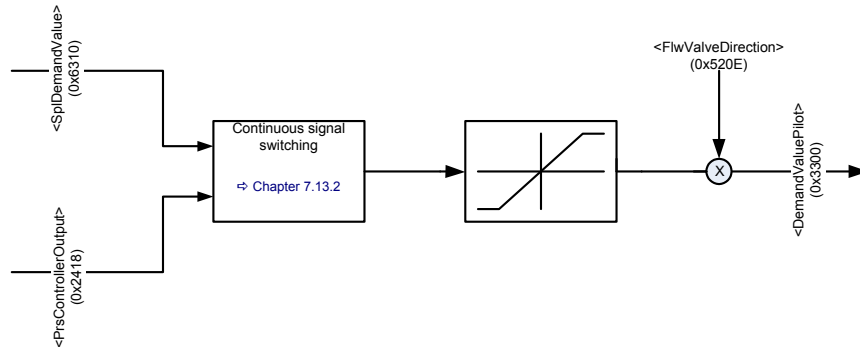 <SplDemandValue>
(0x6310)
<FlwValveDirection>
(0x520E)
Continuous signal
switching
⇨ Chapter 7.13.2
X
<DemandValuePilot>
(0x3300)
<PrsControllerOutput>
(0x2418)